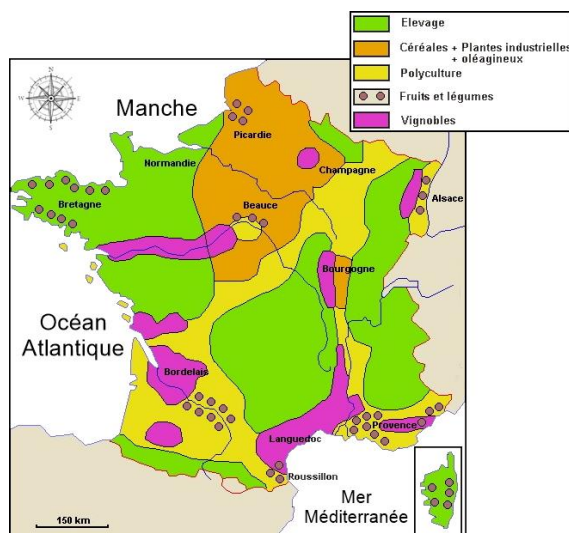 Elevage
Céréales + Plantes industrielles
+ oléagineux
Polyculture
Fruits et légumes
Vignobles
N
W
E
S
Manche
Picardie
Normandie
Champagne
Bretagne
Beauce
Alsace
Bourgogne
Océan
Atlantique
Bordelais
Provence
Languedoc
Roussillon
Mer
Méditerranée
150 km